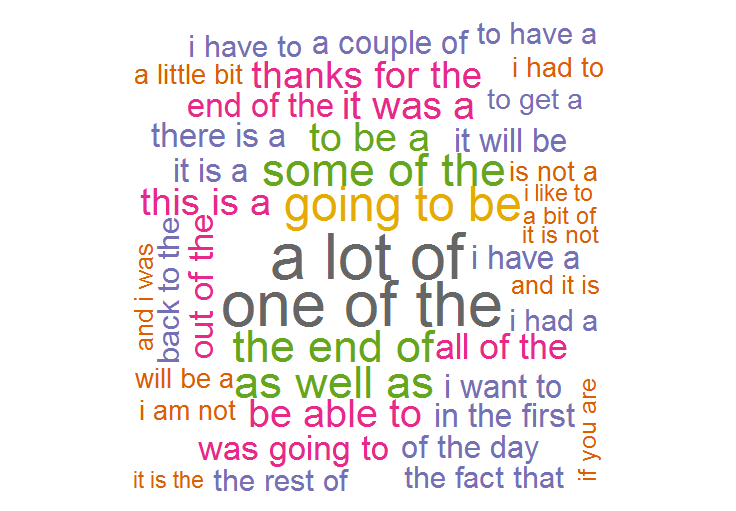 i have to
a couple of
to have a
a little bit
thanks for the
i had to
end of the
it was a
to get a
there is a
to be a
it will be
it is a
some of the
is not a
this is a
going to be
i like to
a bit of
it is not
and i was
back to the
out of the
a lot of
i have a
and it is
one of the
i had a
the end of
all of the
will be a
as well as
i want to
i am not
be able to
in the first
if you are
was going to
of the day
it is the
the rest of
the fact that